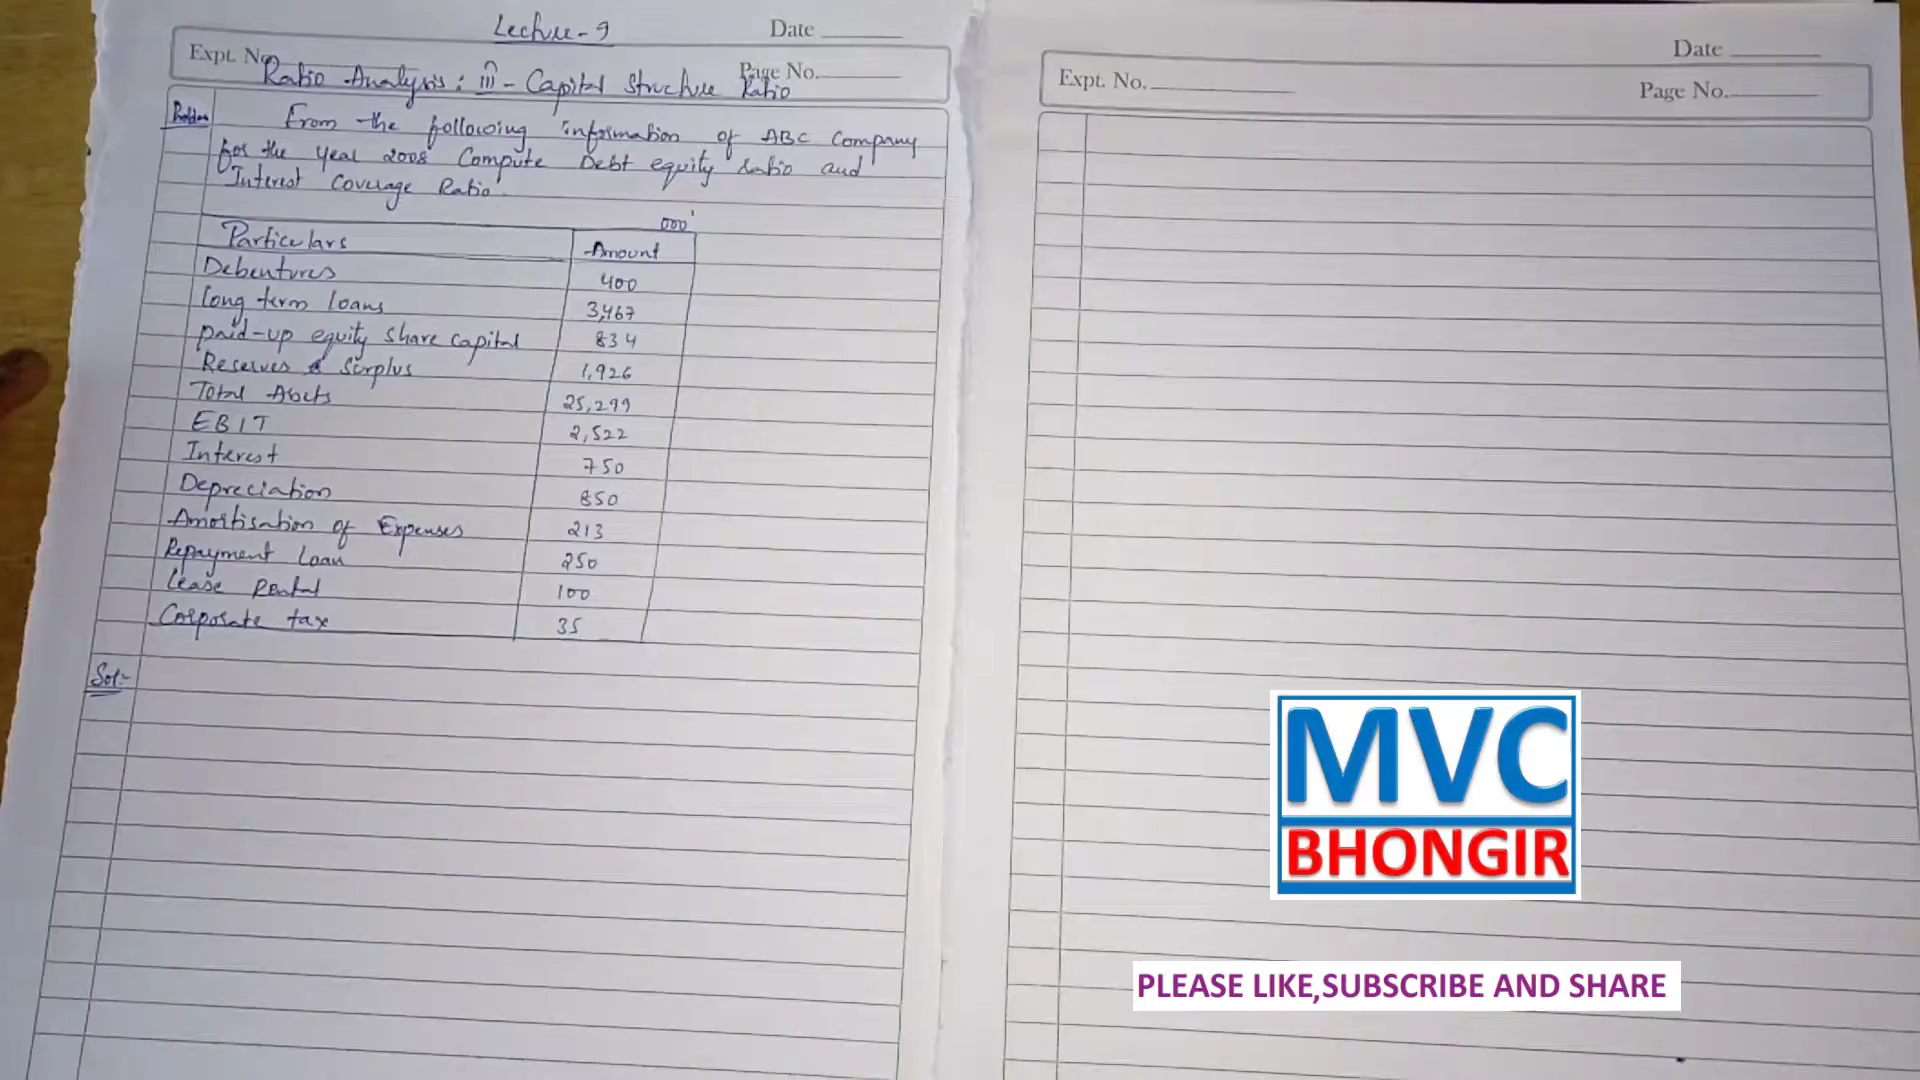 Lecture-9
Date
Expt. No.
Page No.
Ratio Analysis: III - Capital Structure Ratio
Problem From the following information of ABC Company
for the year 2008 Compute Debt equity ratio and
Interest Coverage Ratio.
000'
Particulars Amount
Debentures 400
Long term loans 3,467
Paid-up equity share capital 834
Reserves & Surplus 1,926
Total Assets 25,299
EBIT 2,522
Interest 750
Depreciation 850
Amortisation of Expenses 213
Repayment Loan 250
Lease Rental 100
Corporate tax 35
Sol:-
Date
Expt. No.
Page No.
MVC
BHONGIR
PLEASE LIKE,SUBSCRIBE AND SHARE